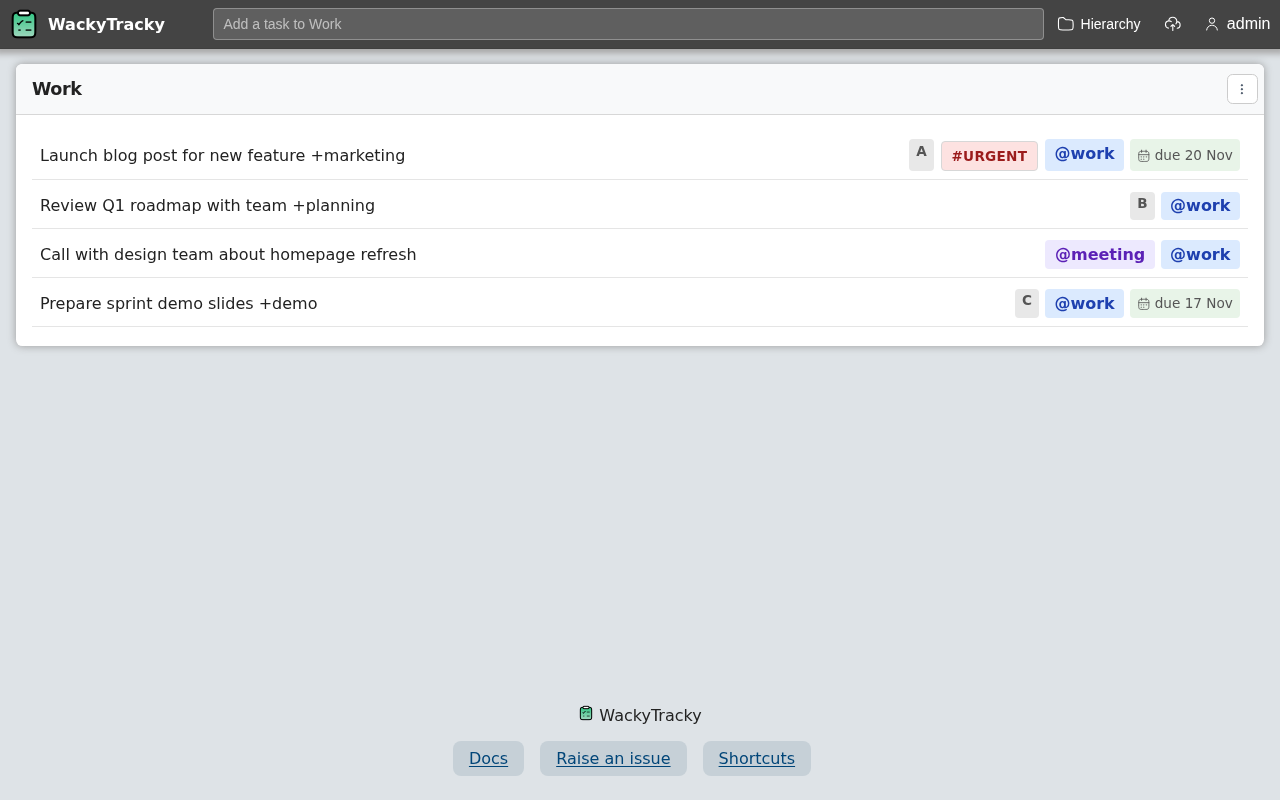 WackyTracky
Add a task to Work
Hierarchy
admin
Work
Launch blog post for new feature +marketing A #URGENT @work due 20 Nov
Review Q1 roadmap with team +planning B @work
Call with design team about homepage refresh @meeting @work
Prepare sprint demo slides +demo C @work due 17 Nov
WackyTracky
Docs Raise an issue Shortcuts